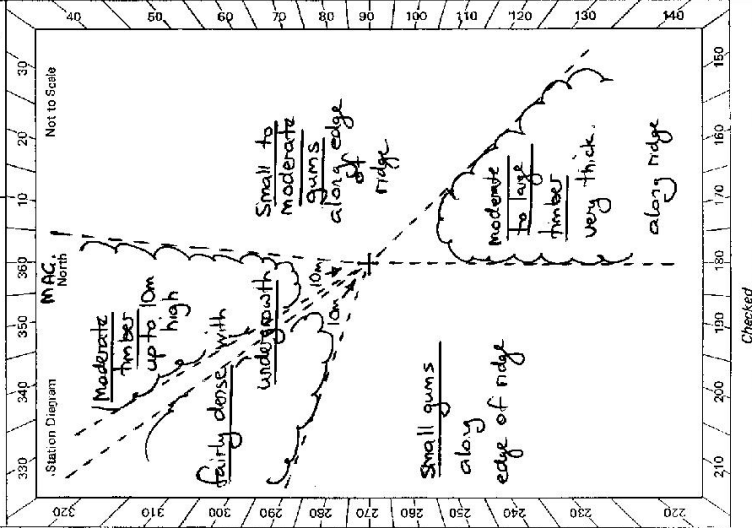 330 340 350 360 10 20 30
Station Diagram
MAG.
North
Not to Scale
320 310 300 290 280 270 260 250 240 230 220
40 50 60 70 80 90 100 110 120 130 140
Moderate
timber
up to 10m
high
fairly dense with
undergrowth
10m
10m
Small to
moderate
gums
along edge
of
ridge
Small gums
along
edge of ridge
moderate
to large
timber
very thick.
along ridge
210 200 190 180 170 160 150
Checked